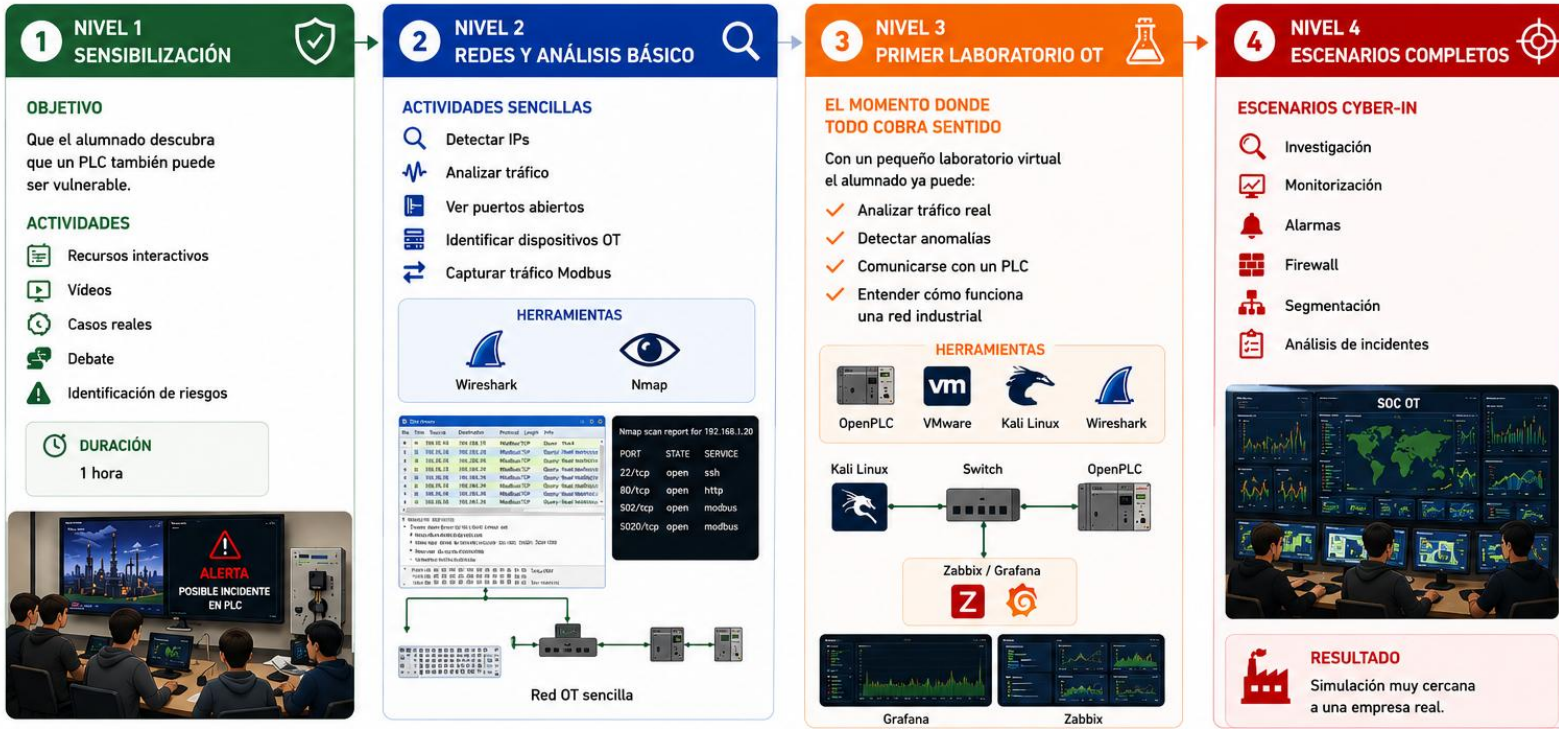 1
NIVEL 1
SENSIBILIZACIÓN
OBJETIVO
Que el alumnado descubra
que un PLC también puede
ser vulnerable.
ACTIVIDADES
Recursos interactivos
Vídeos
Casos reales
Debate
Identificación de riesgos
DURACIÓN
1 hora
ALERTA
POSIBLE INCIDENTE
EN PLC
2
NIVEL 2
REDES Y ANÁLISIS BÁSICO
ACTIVIDADES SENCILLAS
Detectar IPs
Analizar tráfico
Ver puertos abiertos
Identificar dispositivos OT
Capturar tráfico Modbus
HERRAMIENTAS
Wireshark
Nmap
Nmap scan report for 192.168.1.20
PORT STATE SERVICE
22/tcp open ssh
80/tcp open http
S02/tcp open modbus
S020/tcp open modbus
Red OT sencilla
3
NIVEL 3
PRIMER LABORATORIO OT
EL MOMENTO DONDE
TODO COBRA SENTIDO
Con un pequeño laboratorio virtual
el alumnado ya puede:
Analizar tráfico real
Detectar anomalías
Comunicarse con un PLC
Entender cómo funciona
una red industrial
HERRAMIENTAS
vm
OpenPLC
VMware
Kali Linux
Wireshark
Kali Linux
Switch
OpenPLC
Zabbix / Grafana
Z
Grafana
Zabbix
4
NIVEL 4
ESCENARIOS COMPLETOS
ESCENARIOS CYBER-IN
Investigación
Monitorización
Alarmas
Firewall
Segmentación
Análisis de incidentes
SOC OT
RESULTADO
Simulación muy cercana
a una empresa real.